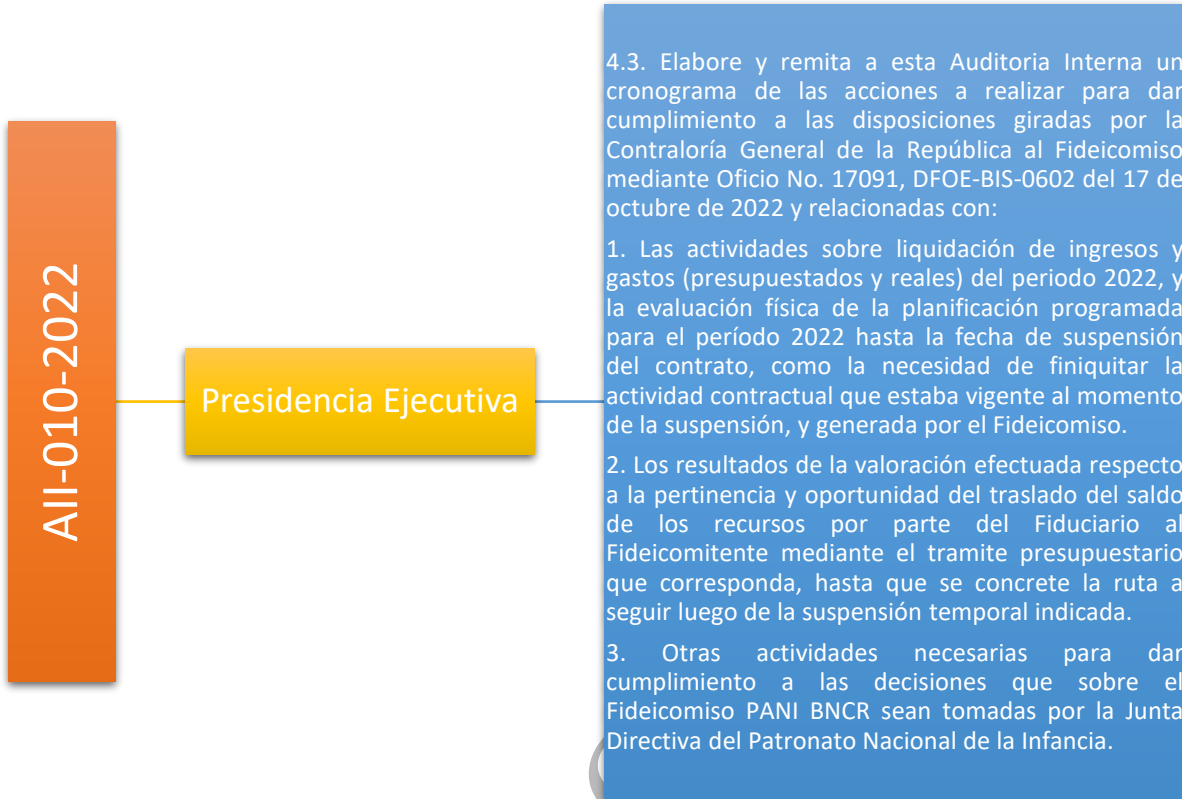 AII-010-2022
Presidencia Ejecutiva
4.3. Elabore y remita a esta Auditoria Interna un
cronograma de las acciones a realizar para dar
cumplimiento a las disposiciones giradas por la
Contraloría General de la República al Fideicomiso
mediante Oficio No. 17091, DFOE-BIS-0602 del 17 de
octubre de 2022 y relacionadas con:
1. Las actividades sobre liquidación de ingresos y
gastos (presupuestados y reales) del periodo 2022, y
la evaluación física de la planificación programada
para el período 2022 hasta la fecha de suspensión
del contrato, como la necesidad de finiquitar la
actividad contractual que estaba vigente al momento
de la suspensión, y generada por el Fideicomiso.
2. Los resultados de la valoración efectuada respecto
a la pertinencia y oportunidad del traslado del saldo
de los recursos por parte del Fiduciario al
Fideicomitente mediante el tramite presupuestario
que corresponda, hasta que se concrete la ruta a
seguir luego de la suspensión temporal indicada.
3. Otras actividades necesarias para dar
cumplimiento a las decisiones que sobre el
Fideicomiso PANI BNCR sean tomadas por la Junta
Directiva del Patronato Nacional de la Infancia.